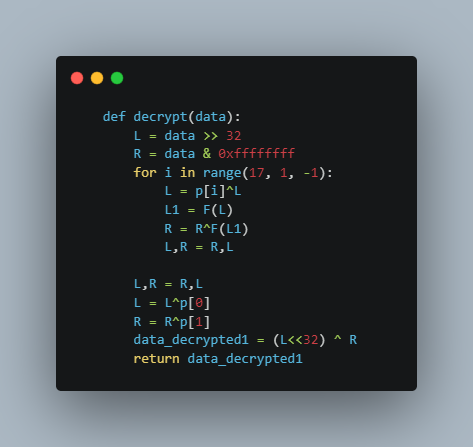 def decrypt(data):
    L = data >> 32
    R = data & 0xffffffff
    for i in range(17, 1, -1):
        L = p[i]^L
        L1 = F(L)
        R = R^F(L1)
        L,R = R,L

    L,R = R,L
    L = L^p[0]
    R = R^p[1]
    data_decrypted1 = (L<<32) ^ R
    return data_decrypted1